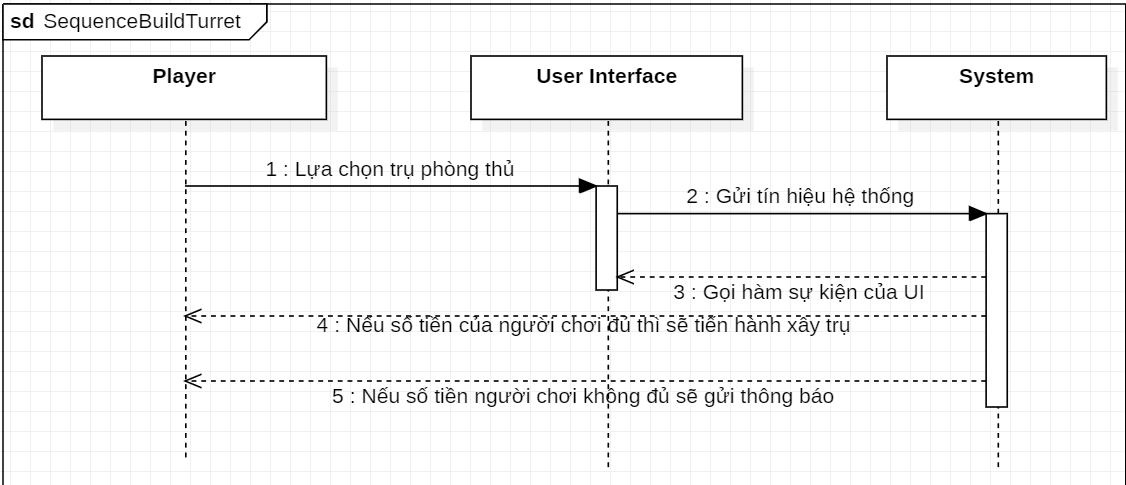 sd SequenceBuildTurret
Player
User Interface
System
1 : Lựa chọn trụ phòng thủ
2 : Gửi tín hiệu hệ thống
3 : Gọi hàm sự kiện của UI
4 : Nếu số tiền của người chơi đủ thì sẽ tiến hành xây trụ
5 : Nếu số tiền người chơi không đủ sẽ gửi thông báo